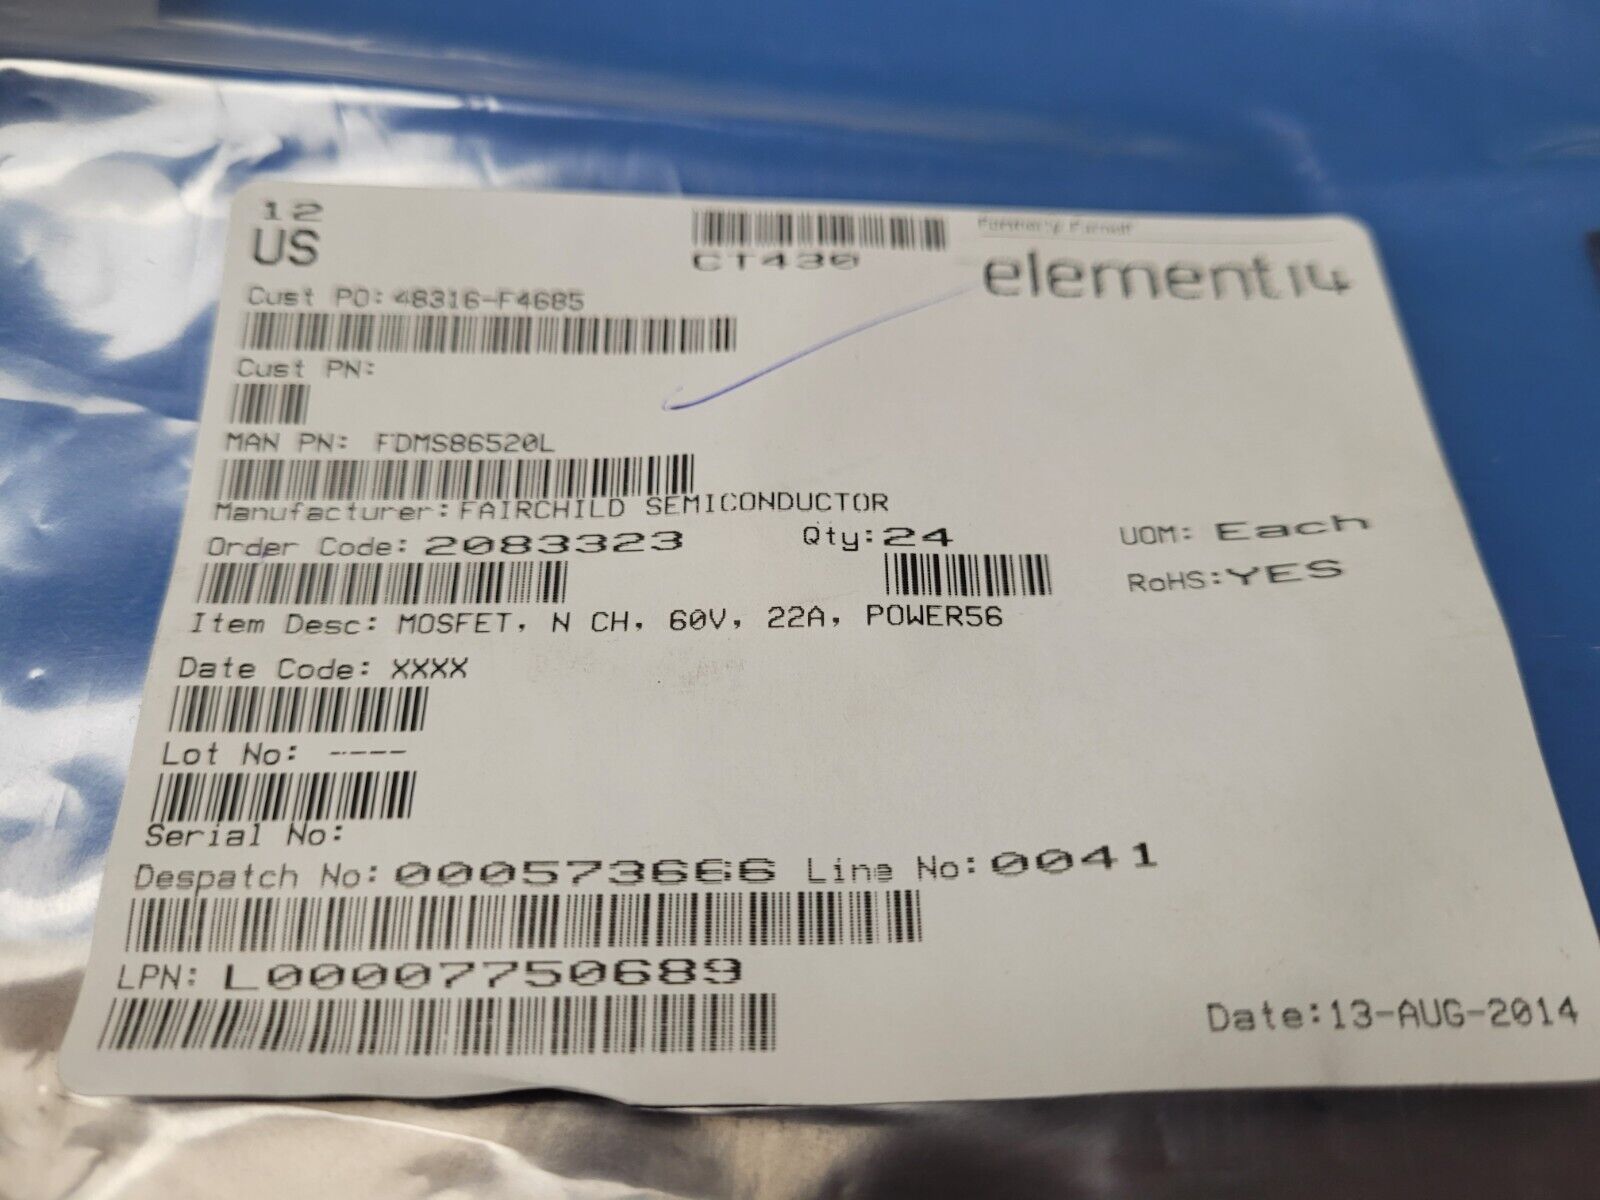 12
US
CT430
Formerly Farnell
element14
Cust PO: 48316-F4685
Cust PN:
MAN PN: FDMS86520L
Manufacturer: FAIRCHILD SEMICONDUCTOR
Order Code: 2083323 Qty: 24 UOM: Each
RoHS: YES
Item Desc: MOSFET, N CH, 60V, 22A, POWER56
Date Code: XXXX
Lot No: ----
Serial No:
Despatch No: 000573666 Line No: 0041
LPN: L00007750689
Date: 13-AUG-2014